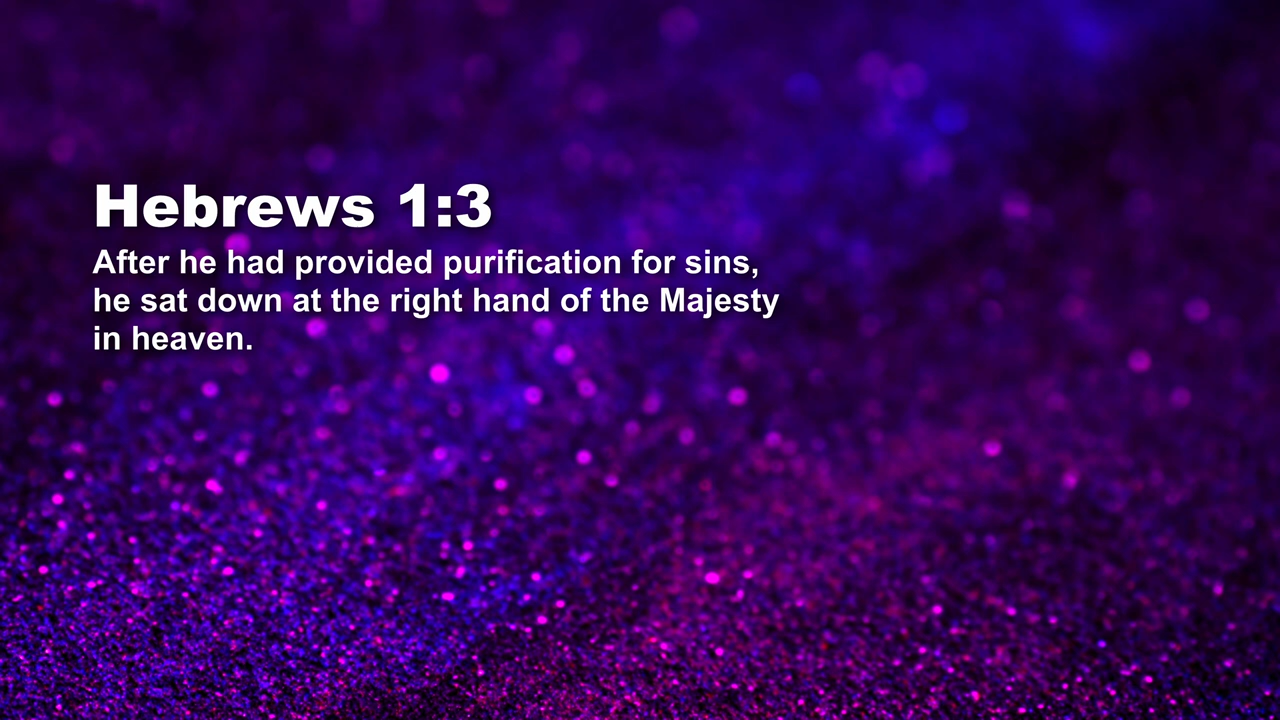 Hebrews 1:3
After he had provided purification for sins,
he sat down at the right hand of the Majesty
in heaven.